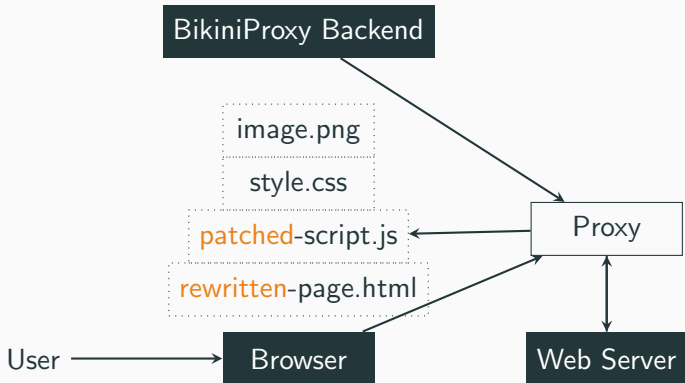 BikiniProxy Backend
image.png
style.css
patched-script.js
Proxy
rewritten-page.html
User
Browser
Web Server